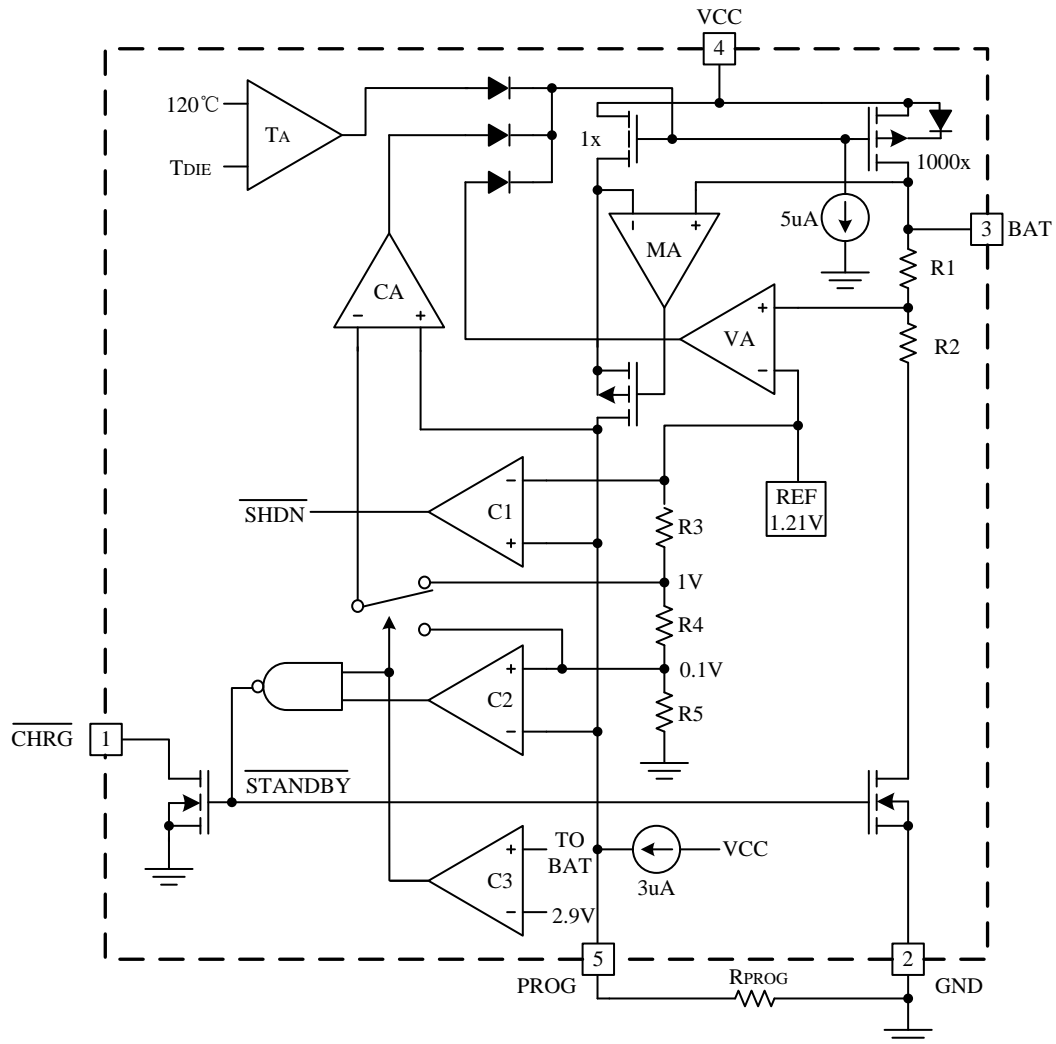 VCC
4
120℃
TA
TDIE
1x
1000x
5uA
3
BAT
MA
R1
CA
VA
R2
REF
1.21V
SHDN
C1
R3
1V
R4
0.1V
C2
R5
CHRG
1
STANDBY
TO
BAT
VCC
C3
3uA
2.9V
5
2
PROG
RPROG
GND